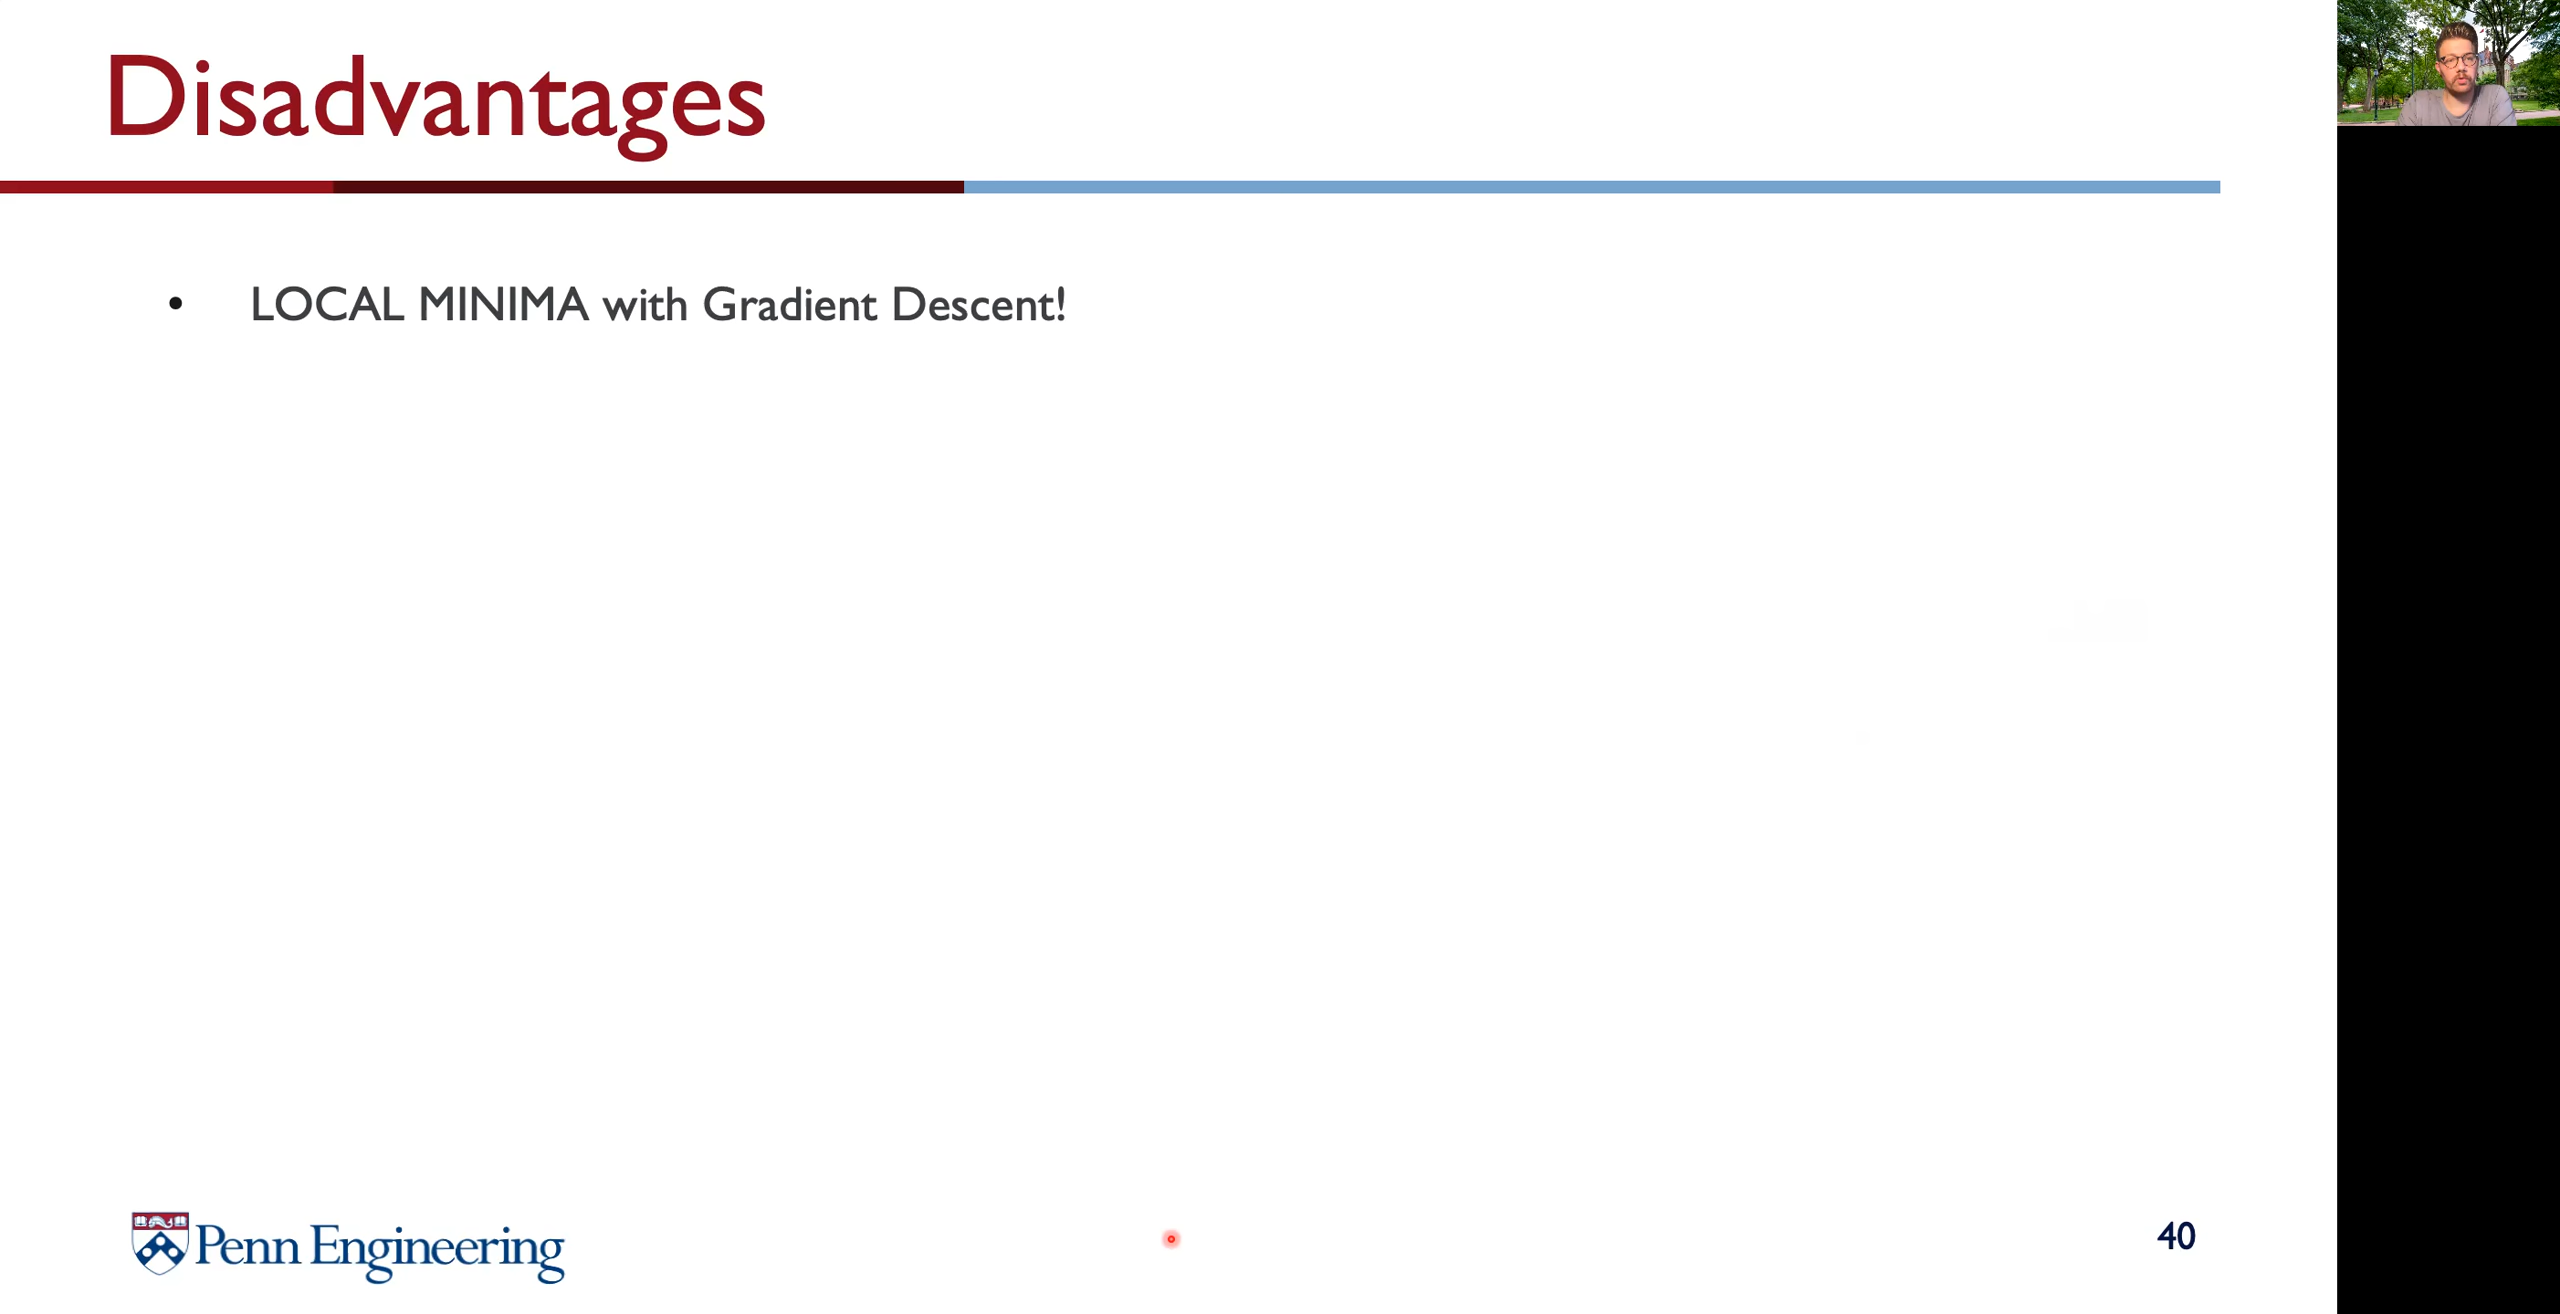 Disadvantages
• LOCAL MINIMA with Gradient Descent!
Penn Engineering
40